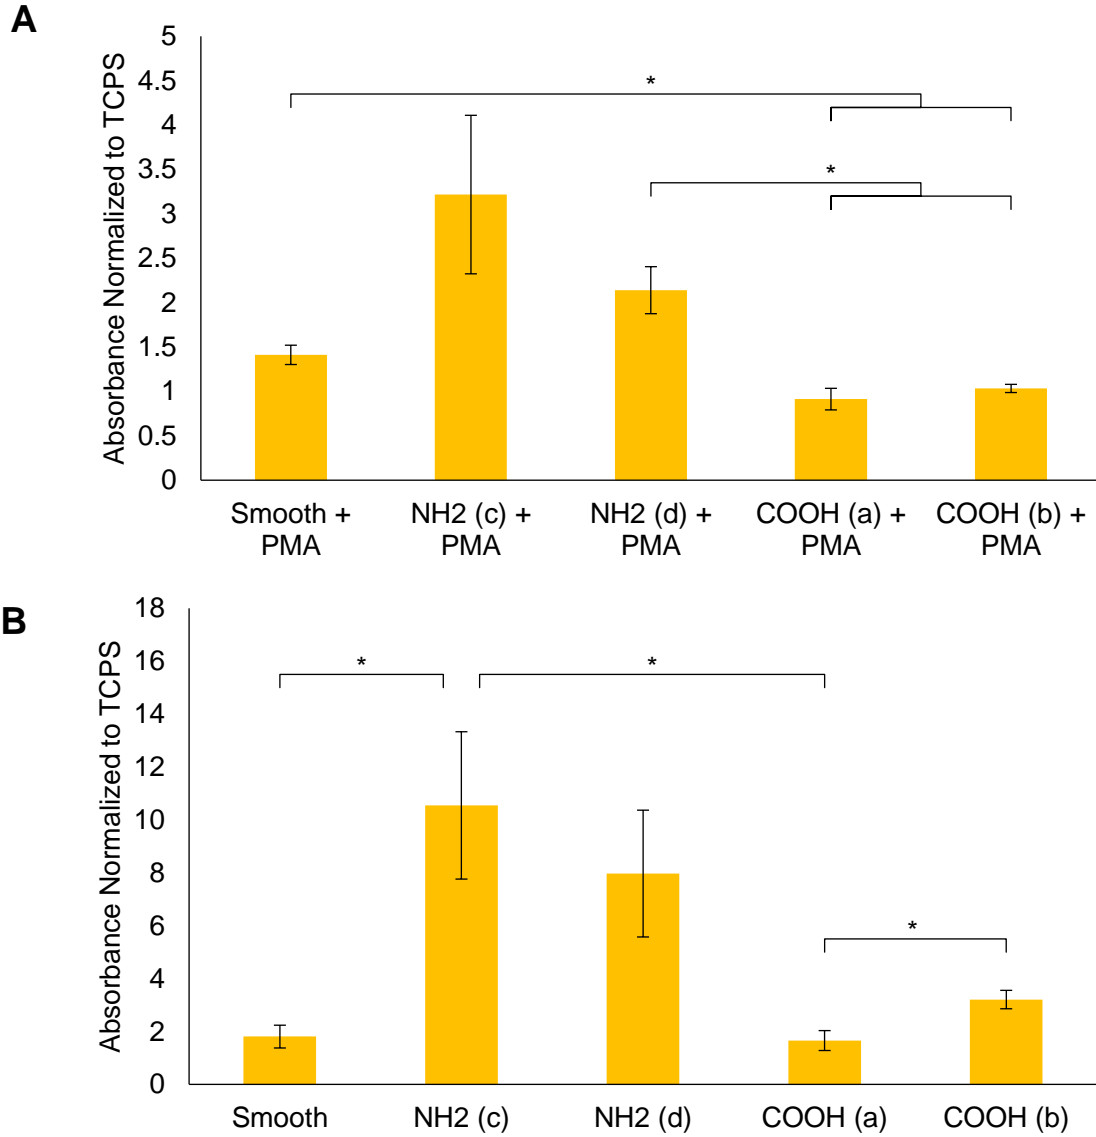 A
Absorbance Normalized to TCPS
5
4.5
4
3.5
3
2.5
2
1.5
1
0.5
0
*
*
Smooth +
PMA
NH2 (c) +
PMA
NH2 (d) +
PMA
COOH (a) +
PMA
COOH (b) +
PMA
B
Absorbance Normalized to TCPS
18
16
14
12
10
8
6
4
2
0
*
*
*
Smooth
NH2 (c)
NH2 (d)
COOH (a)
COOH (b)